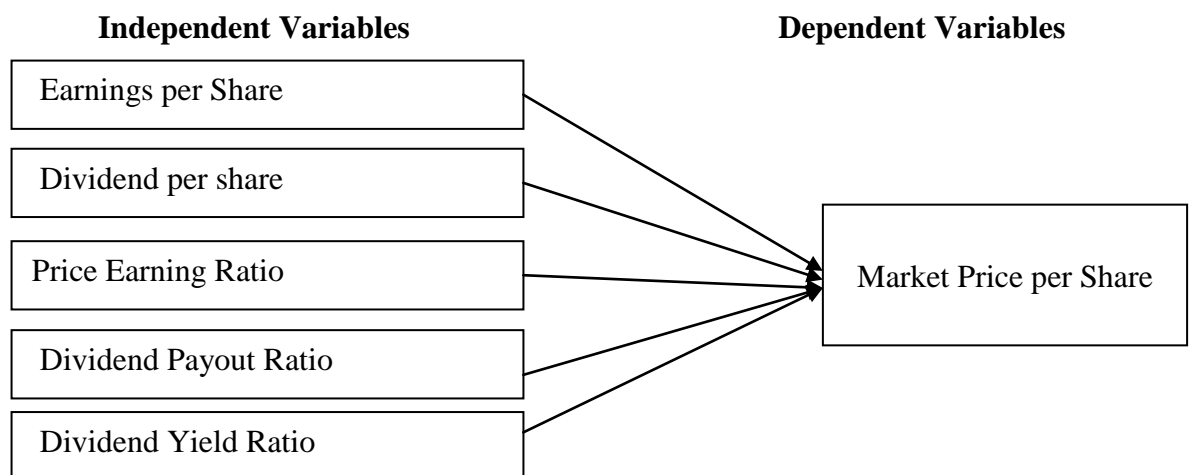 Independent Variables
Dependent Variables
Earnings per Share
Dividend per share
Price Earning Ratio
Market Price per Share
Dividend Payout Ratio
Dividend Yield Ratio